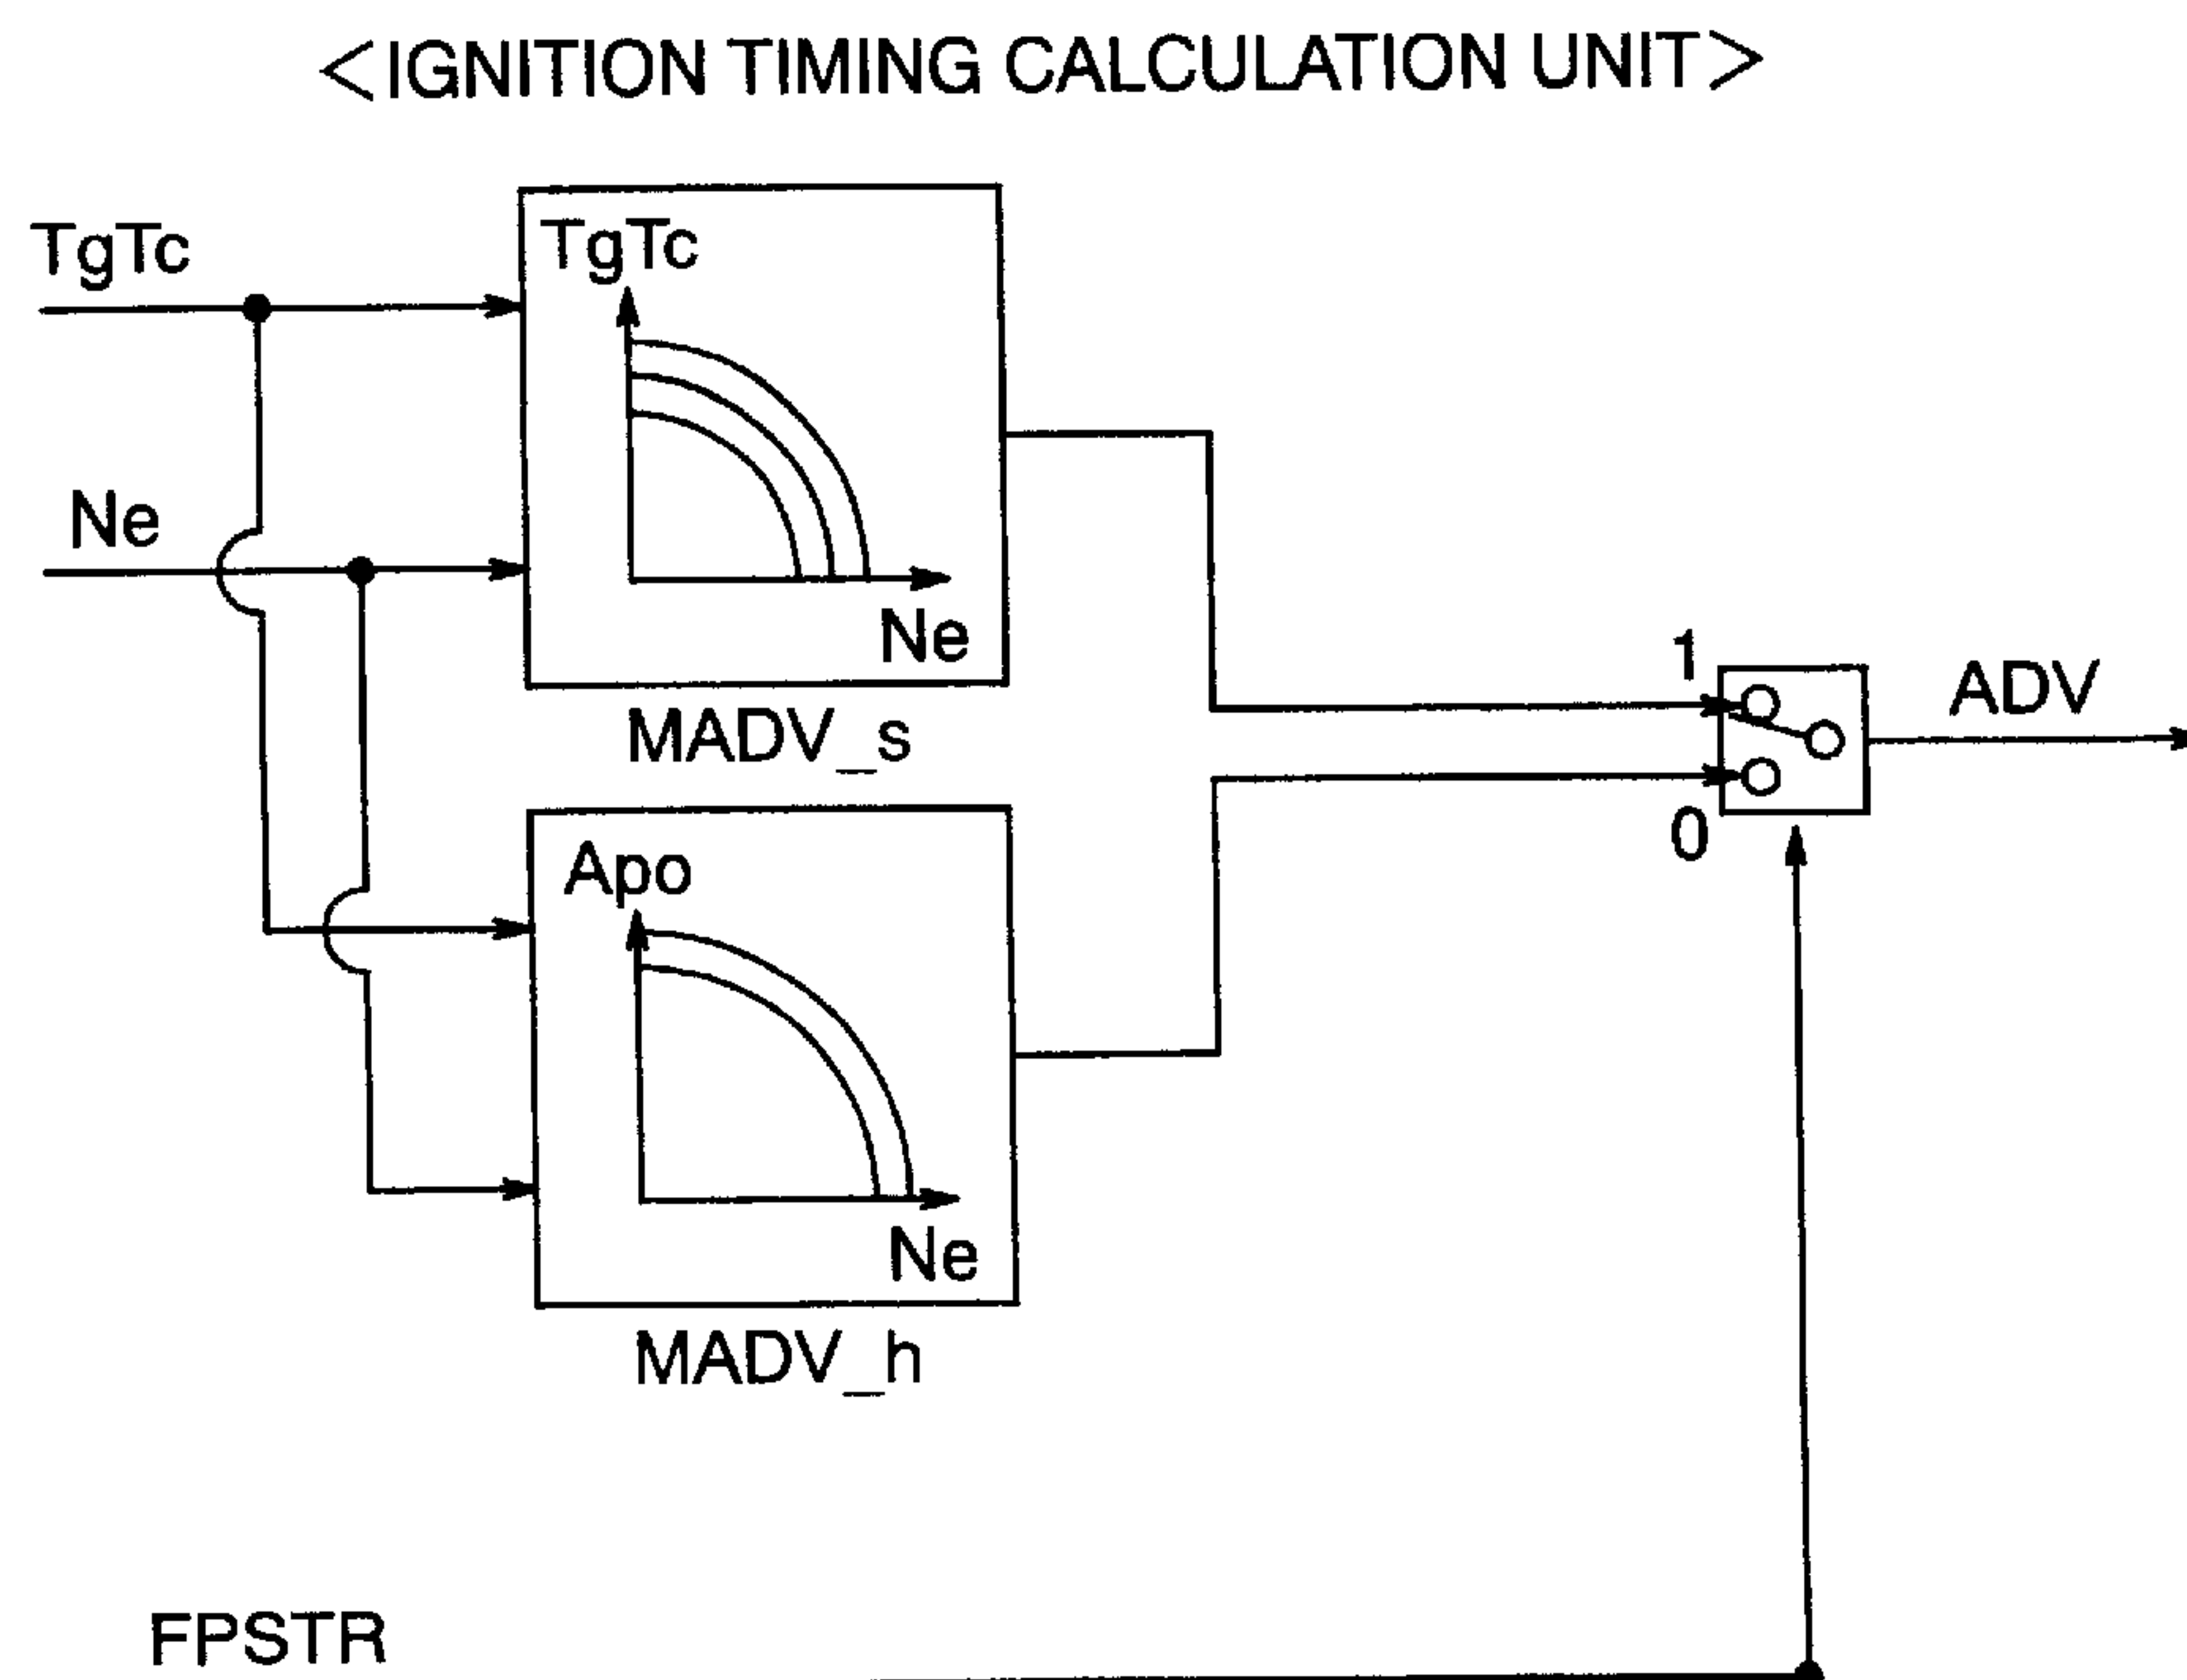 <IGNITION TIMING CALCULATION UNIT>
TgTc
TgTc
Ne
Ne
MADV_s
1
ADV
0
Apo
Ne
MADV_h
FPSTR